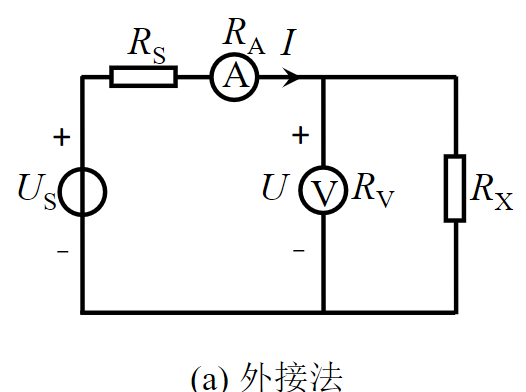 R_S R_A I
A
+ +
U_S U V R_V R_X
- -
(a) 外接法